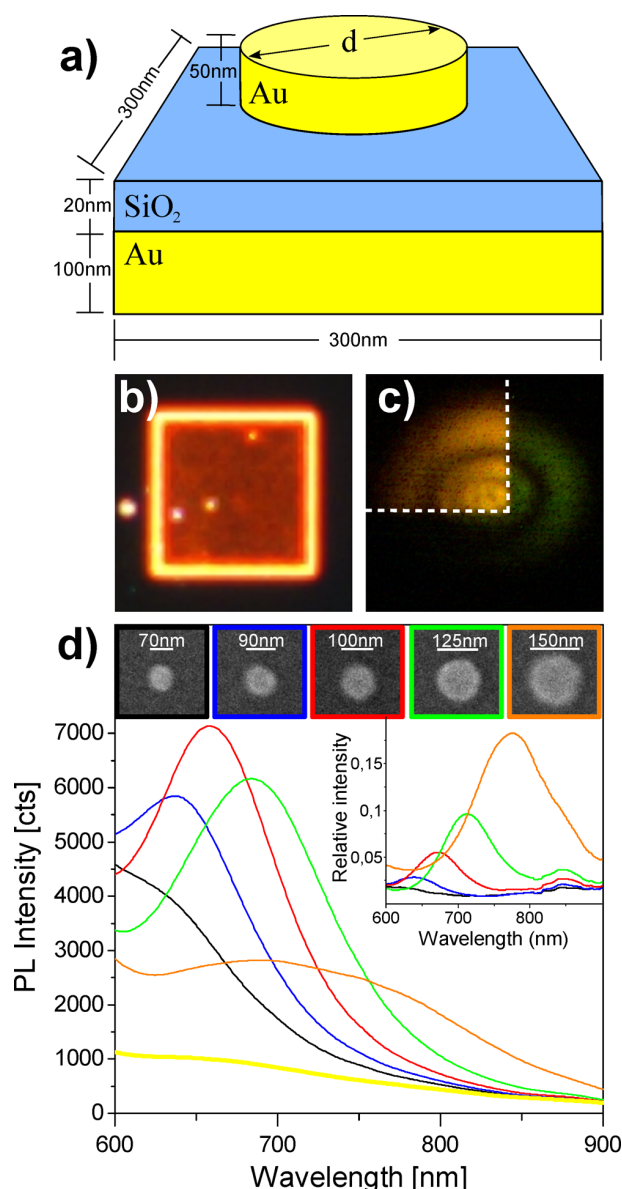 a)
d
50nm
Au
300nm
20nm
SiO₂
100nm
Au
300nm
b)
c)
d)
70nm
90nm
100nm
125nm
150nm
7000
6000
5000
4000
3000
2000
1000
0
PL Intensity [cts]
600
700
800
900
Wavelength [nm]
Relative intensity
0,15
0,1
0,05
600
700
800
Wavelength (nm)